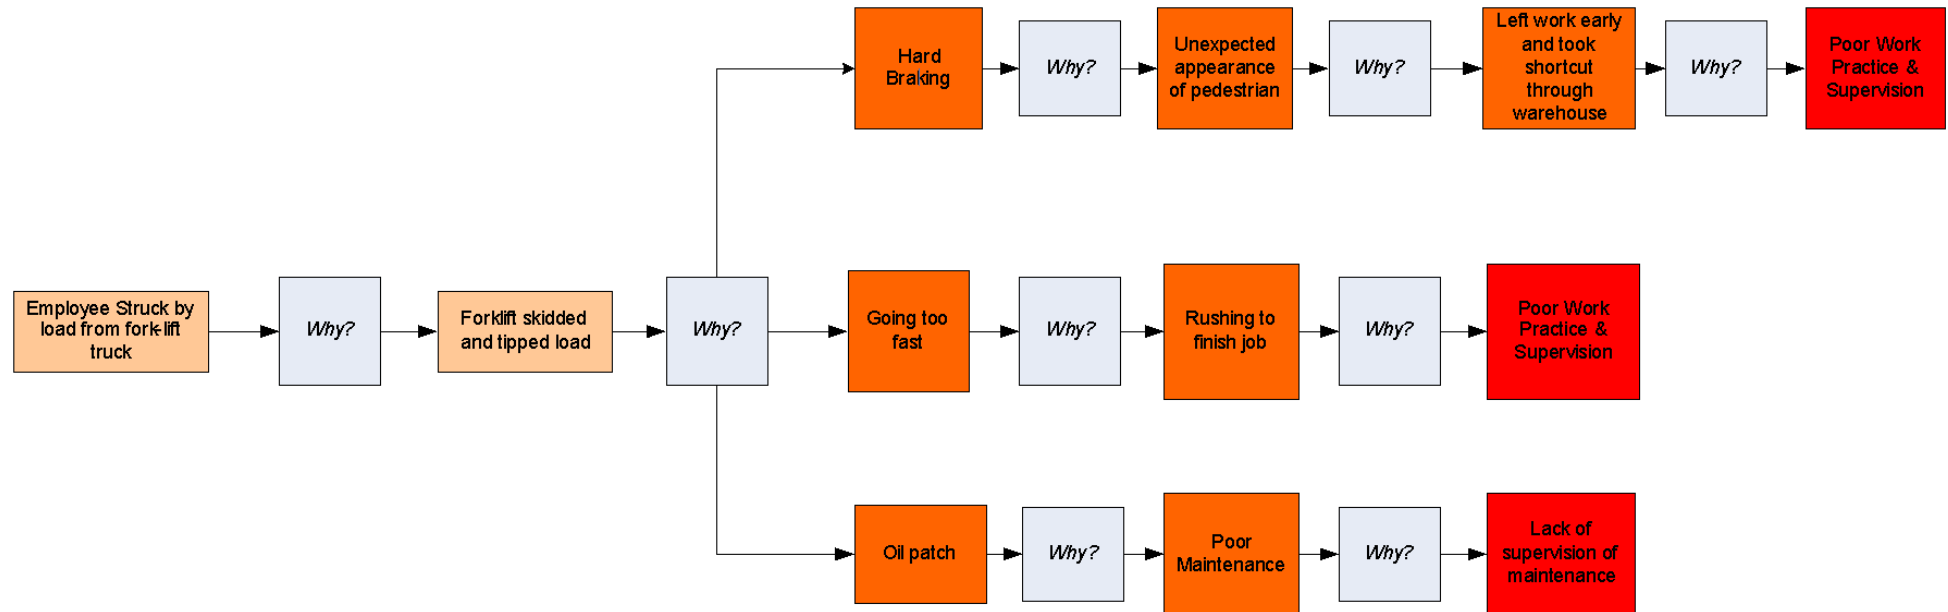 Hard
Braking
Why?
Unexpected
appearance
of pedestrian
Why?
Left work early
and took
shortcut
through
warehouse
Why?
Poor Work
Practice &
Supervision
Employee Struck by
load from fork-lift
truck
Why?
Forklift skidded
and tipped load
Why?
Going too
fast
Why?
Rushing to
finish job
Why?
Poor Work
Practice &
Supervision
Oil patch
Why?
Poor
Maintenance
Why?
Lack of
supervision of
maintenance